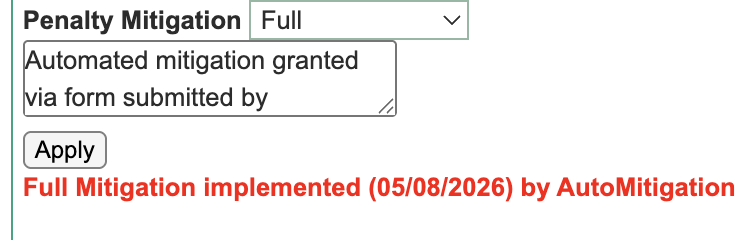 Penalty Mitigation Full
Automated mitigation granted
via form submitted by
Apply
Full Mitigation implemented (05/08/2026) by AutoMitigation